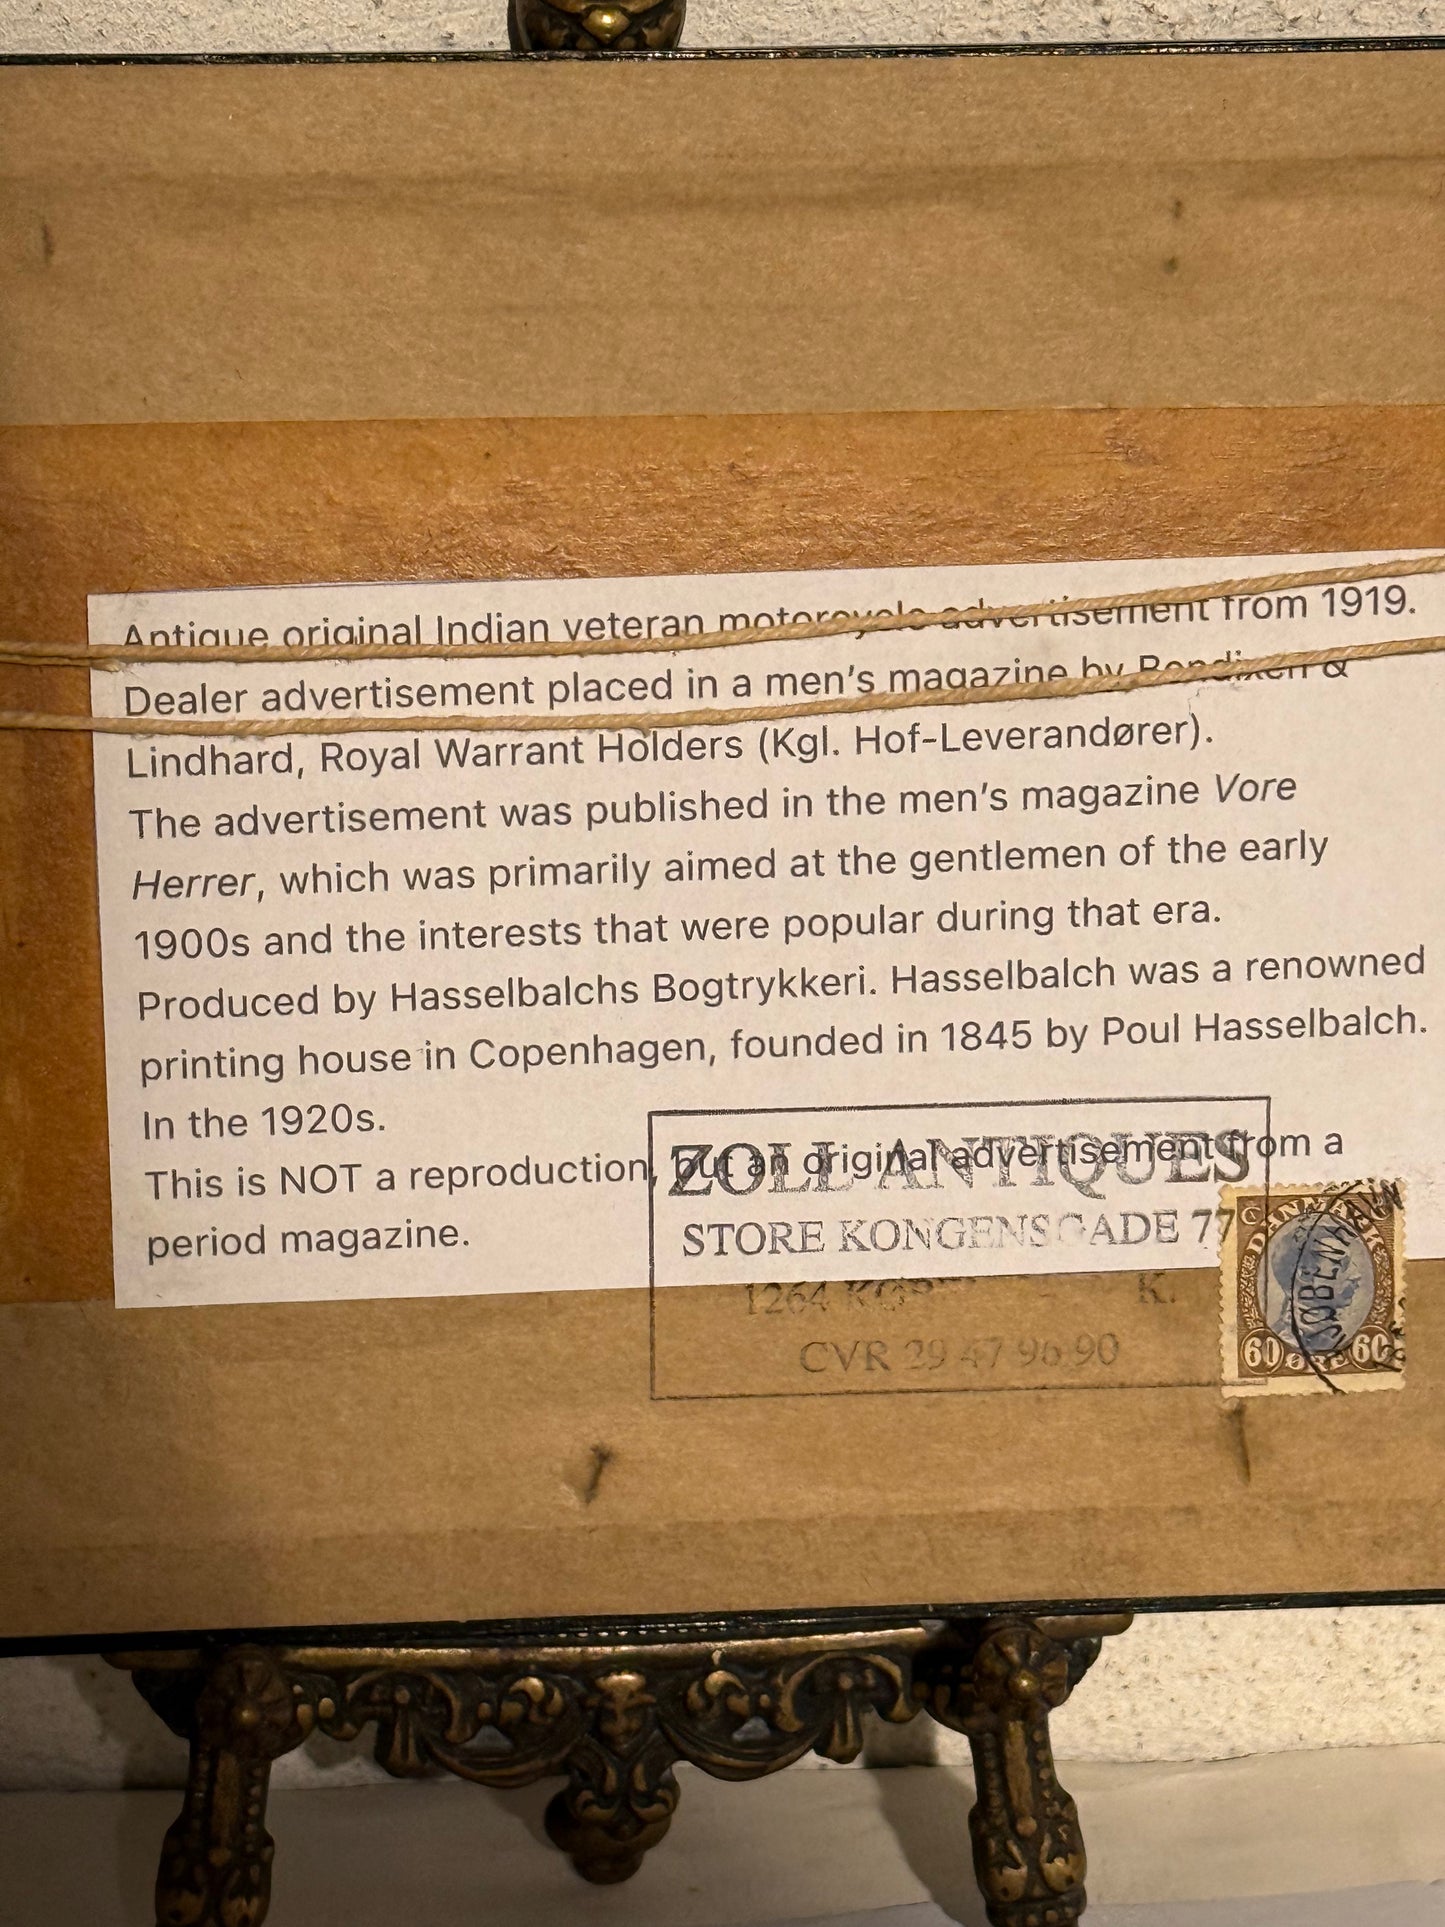 Antique original Indian veteran motorcycle advertisement from 1919.
Dealer advertisement placed in a men's magazine by Bendixen &
Lindhard, Royal Warrant Holders (Kgl. Hof-Leverandører).
The advertisement was published in the men's magazine Vore
Herrer, which was primarily aimed at the gentlemen of the early
1900s and the interests that were popular during that era.
Produced by Hasselbalchs Bogtrykkeri. Hasselbalch was a renowned
printing house in Copenhagen, founded in 1845 by Poul Hasselbalch.
In the 1920s.
This is NOT a reproduction, but an original advertisement from a
period magazine.
ZOLL ANTIQUES
STORE KONGENSGADE 77
1264 K.
CVR 29 47 96 90
DANMARK
KØBENHAVN
60 ØRE 60